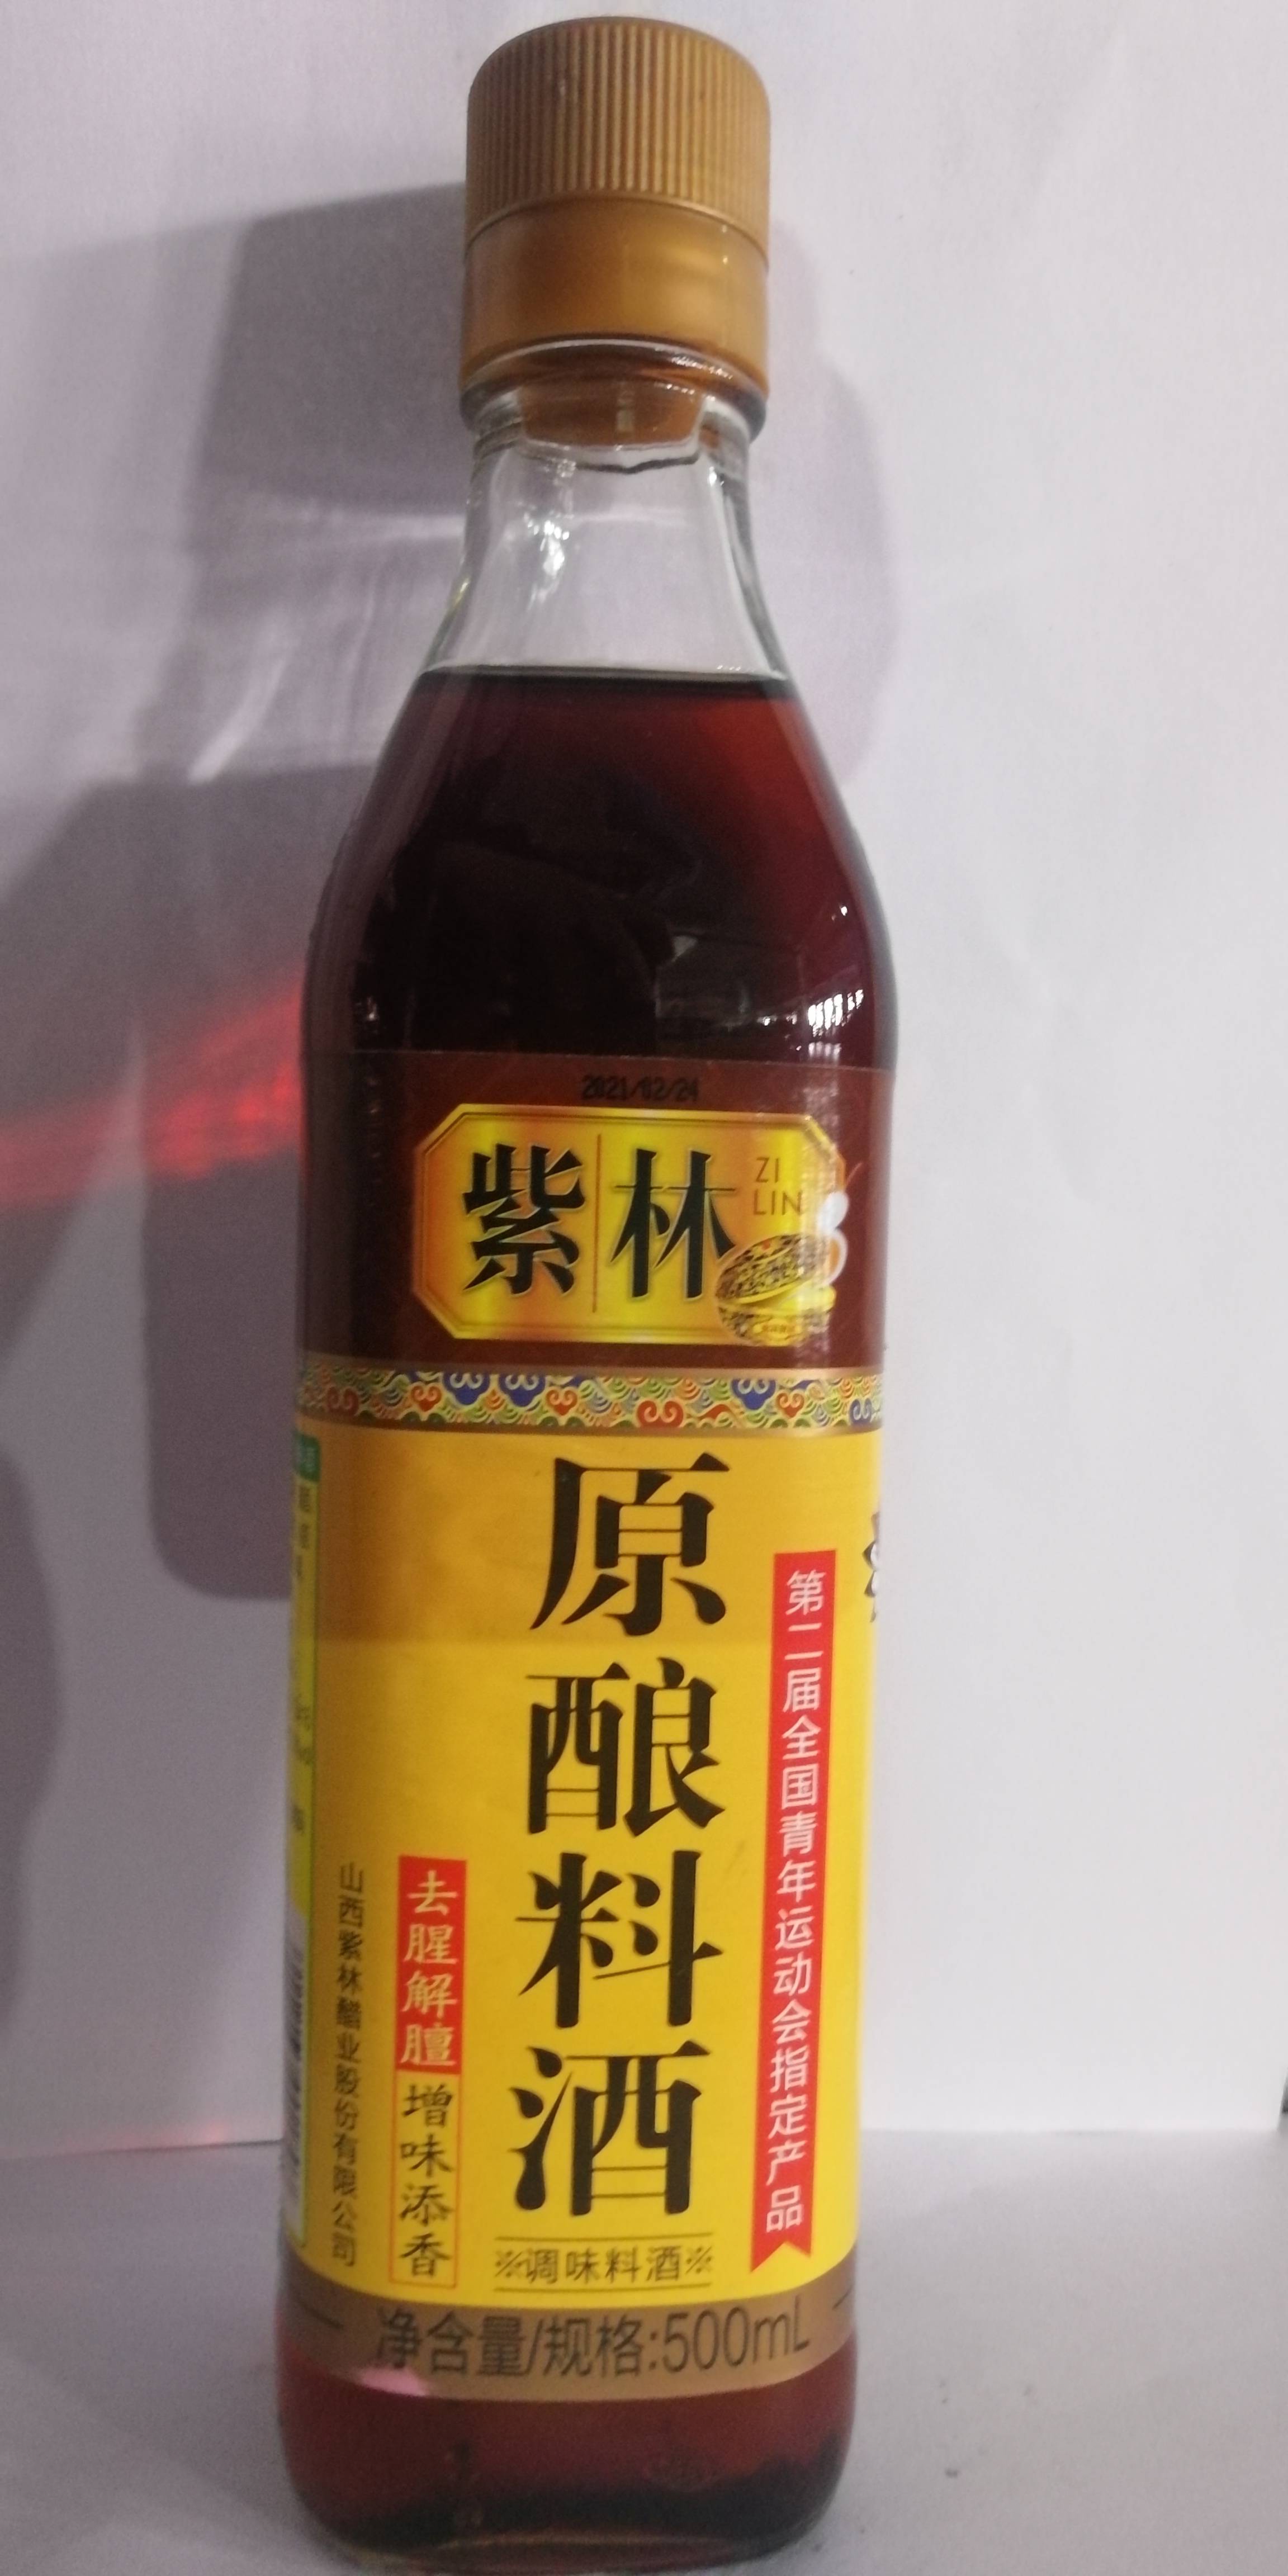 2021/02/24
紫林
ZI
LIN
原酿料酒
第二届全国青年运动会指定产品
去腥解膻
增味添香
山西紫林醋业股份有限公司
※调味料酒※
净含量/规格:500mL